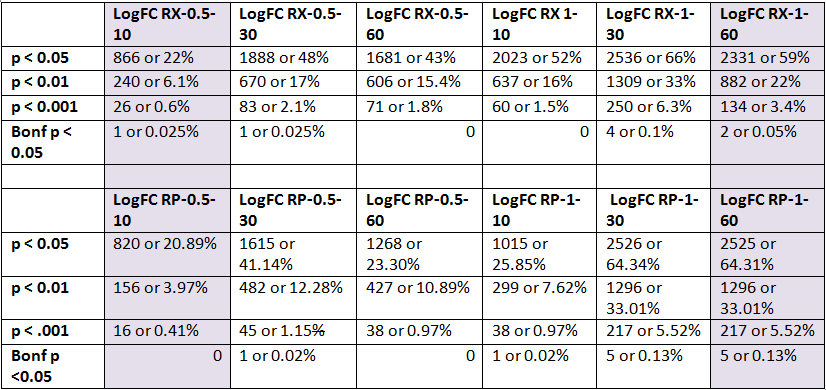 LogFC RX-0.5-10 LogFC RX-0.5-30 LogFC RX-0.5-60 LogFC RX 1-10 LogFC RX-1-30 LogFC RX-1-60
p < 0.05 866 or 22% 1888 or 48% 1681 or 43% 2023 or 52% 2536 or 66% 2331 or 59%
p < 0.01 240 or 6.1% 670 or 17% 606 or 15.4% 637 or 16% 1309 or 33% 882 or 22%
p < 0.001 26 or 0.6% 83 or 2.1% 71 or 1.8% 60 or 1.5% 250 or 6.3% 134 or 3.4%
Bonf p < 0.05 1 or 0.025% 1 or 0.025% 0 0 4 or 0.1% 2 or 0.05%
LogFC RP-0.5-10 LogFC RP-0.5-30 LogFC RP-0.5-60 LogFC RP-1-10 LogFC RP-1-30 LogFC RP-1-60
p < 0.05 820 or 20.89% 1615 or 41.14% 1268 or 23.30% 1015 or 25.85% 2526 or 64.34% 2525 or 64.31%
p < 0.01 156 or 3.97% 482 or 12.28% 427 or 10.89% 299 or 7.62% 1296 or 33.01% 1296 or 33.01%
p < .001 16 or 0.41% 45 or 1.15% 38 or 0.97% 38 or 0.97% 217 or 5.52% 217 or 5.52%
Bonf p <0.05 0 1 or 0.02% 0 1 or 0.02% 5 or 0.13% 5 or 0.13%